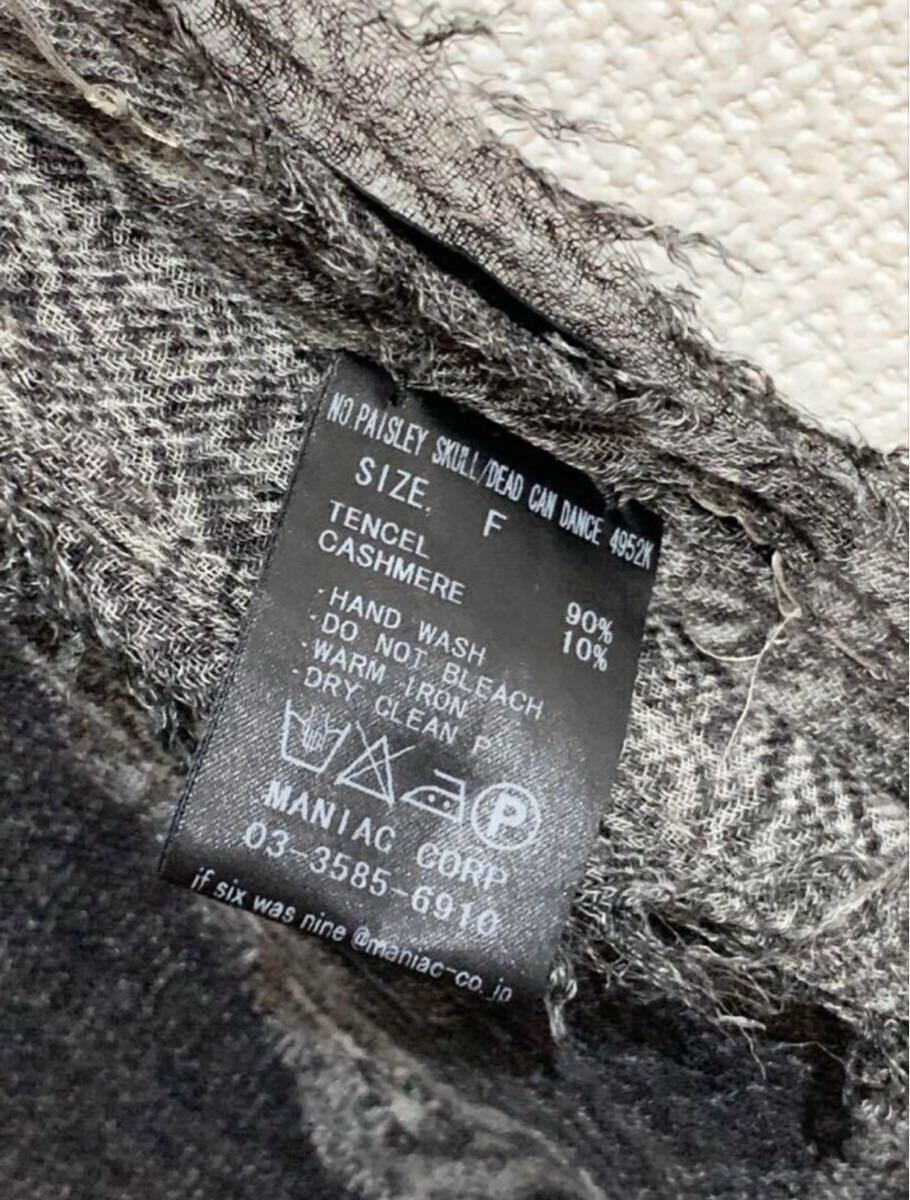 NO.PAISLEY SKULL/DEAD CAN DANCE 4952K
SIZE. F
TENCEL 90%
CASHMERE 10%
·HAND WASH
·DO NOT BLEACH
·WARM IRON
·DRY CLEAN P
P
MANIAC CORP
03-3585-6910
if six was nine @maniac-co.jp